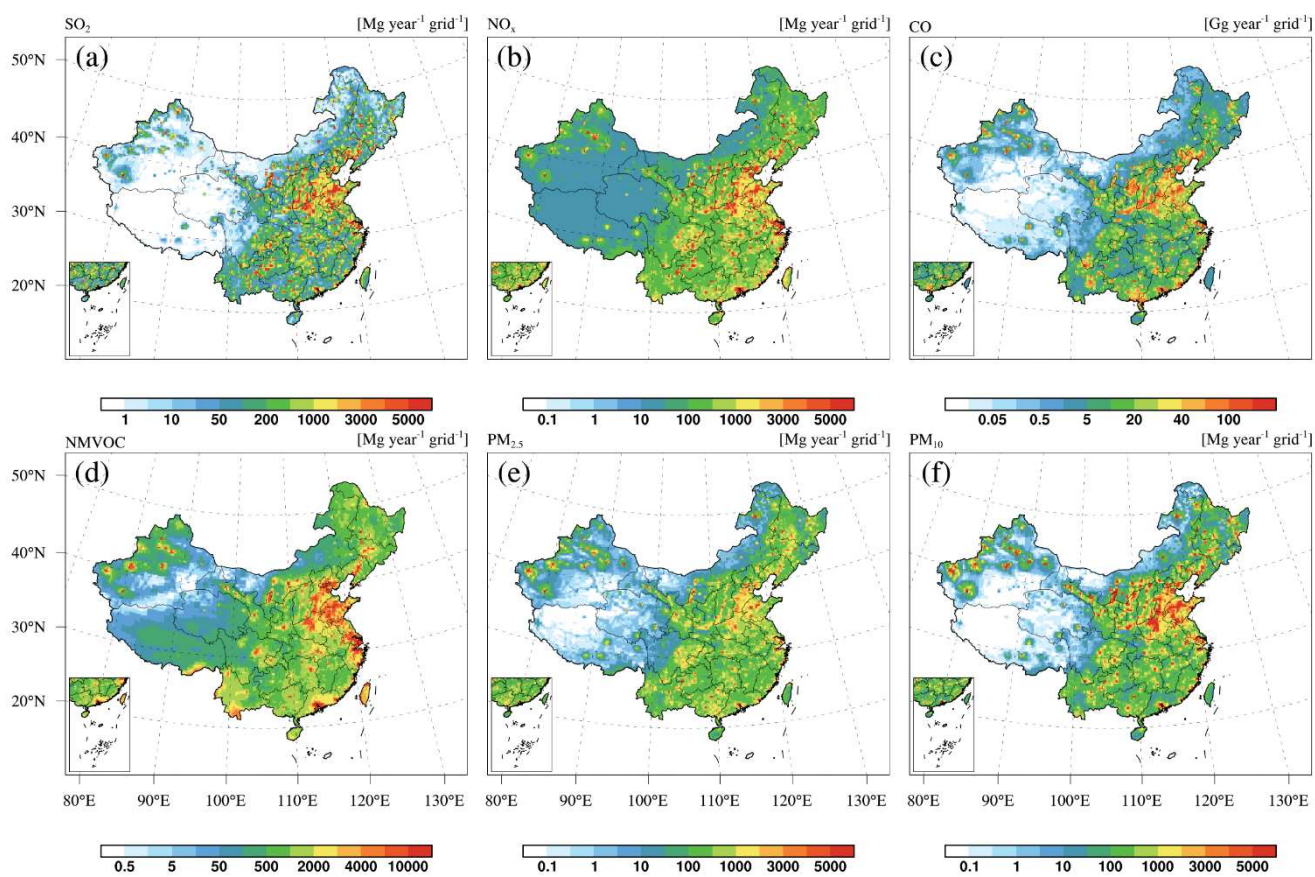 SO₂ [Mg year⁻¹ grid⁻¹] NOₓ [Mg year⁻¹ grid⁻¹] CO [Gg year⁻¹ grid⁻¹]
(a) (b) (c)
50°N
40°N
30°N
20°N
1 10 50 200 1000 3000 5000
0.1 1 10 100 1000 3000 5000
0.05 0.5 5 20 40 100
NMVOC [Mg year⁻¹ grid⁻¹] PM₂.₅ [Mg year⁻¹ grid⁻¹] PM₁₀ [Mg year⁻¹ grid⁻¹]
(d) (e) (f)
50°N
40°N
30°N
20°N
80°E 90°E 100°E 110°E 120°E 130°E
80°E 90°E 100°E 110°E 120°E 130°E
80°E 90°E 100°E 110°E 120°E 130°E
0.5 5 50 500 2000 4000 10000
0.1 1 10 100 1000 3000 5000
0.1 1 10 100 1000 3000 5000